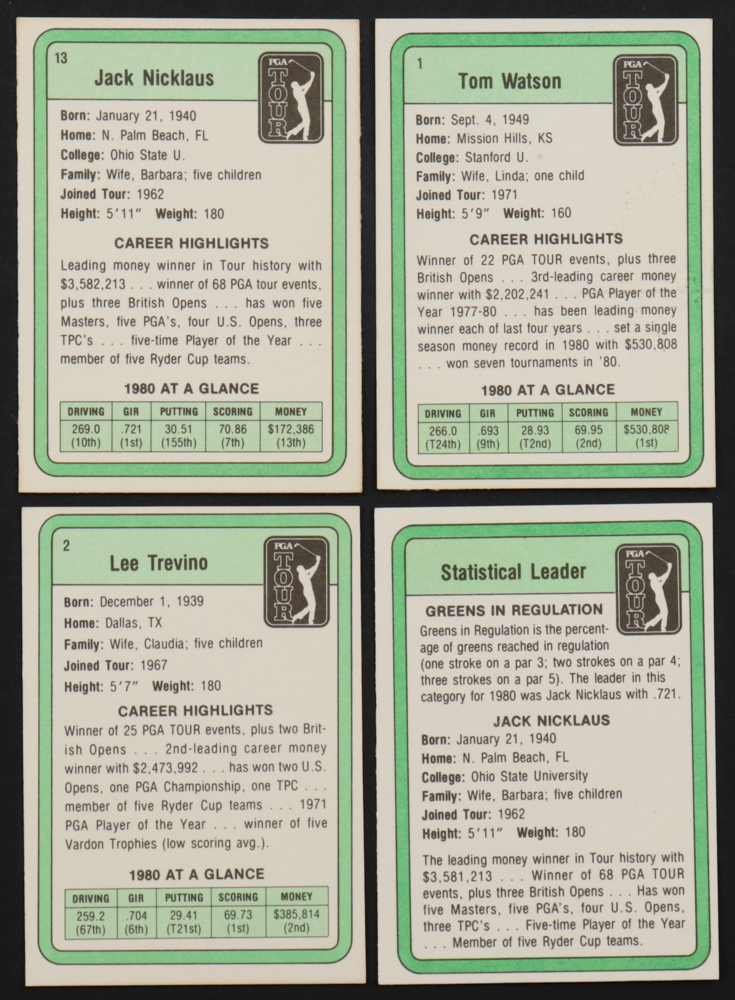 13
Jack Nicklaus
PGA
TOUR
Born: January 21, 1940
Home: N. Palm Beach, FL
College: Ohio State U.
Family: Wife, Barbara; five children
Joined Tour: 1962
Height: 5'11" Weight: 180
CAREER HIGHLIGHTS
Leading money winner in Tour history with
$3,582,213 . . . winner of 68 PGA tour events,
plus three British Opens . . . has won five
Masters, five PGA's, four U.S. Opens, three
TPC's . . . five-time Player of the Year . . .
member of five Ryder Cup teams.
1980 AT A GLANCE
DRIVING GIR PUTTING SCORING MONEY
269.0 .721 30.51 70.86 $172,386
(10th) (1st) (155th) (7th) (13th)
1
Tom Watson
PGA
TOUR
Born: Sept. 4, 1949
Home: Mission Hills, KS
College: Stanford U.
Family: Wife, Linda; one child
Joined Tour: 1971
Height: 5'9" Weight: 160
CAREER HIGHLIGHTS
Winner of 22 PGA TOUR events, plus three
British Opens . . . 3rd-leading career money
winner with $2,202,241 . . . PGA Player of the
Year 1977-80 . . . has been leading money
winner each of last four years . . . set a single
season money record in 1980 with $530,808
. . . won seven tournaments in '80.
1980 AT A GLANCE
DRIVING GIR PUTTING SCORING MONEY
266.0 .693 28.93 69.95 $530,808
(T24th) (9th) (T2nd) (2nd) (1st)
2
Lee Trevino
PGA
TOUR
Born: December 1, 1939
Home: Dallas, TX
Family: Wife, Claudia; five children
Joined Tour: 1967
Height: 5'7" Weight: 180
CAREER HIGHLIGHTS
Winner of 25 PGA TOUR events, plus two Brit-
ish Opens . . . 2nd-leading career money
winner with $2,473,992 . . . has won two U.S.
Opens, one PGA Championship, one TPC . . .
member of five Ryder Cup teams . . . 1971
PGA Player of the Year . . . winner of five
Vardon Trophies (low scoring avg.).
1980 AT A GLANCE
DRIVING GIR PUTTING SCORING MONEY
259.2 .704 29.41 69.73 $385,814
(67th) (6th) (T21st) (1st) (2nd)
Statistical Leader
PGA
TOUR
GREENS IN REGULATION
Greens in Regulation is the percent-
age of greens reached in regulation
(one stroke on a par 3; two strokes on a par 4;
three strokes on a par 5). The leader in this
category for 1980 was Jack Nicklaus with .721.
JACK NICKLAUS
Born: January 21, 1940
Home: N. Palm Beach, FL
College: Ohio State University
Family: Wife, Barbara; five children
Joined Tour: 1962
Height: 5'11" Weight: 180
The leading money winner in Tour history with
$3,581,213 . . . Winner of 68 PGA TOUR
events, plus three British Opens . . . Has won
five Masters, five PGA's, four U.S. Opens,
three TPC's . . . Five-time Player of the Year
. . . Member of five Ryder Cup teams.